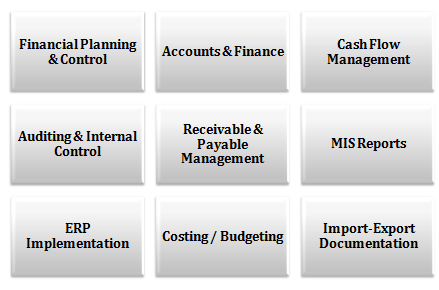 Financial Planning
& Control
Accounts & Finance
Cash Flow
Management
Auditing & Internal
Control
Receivable &
Payable
Management
MIS Reports
ERP
Implementation
Costing / Budgeting
Import-Export
Documentation